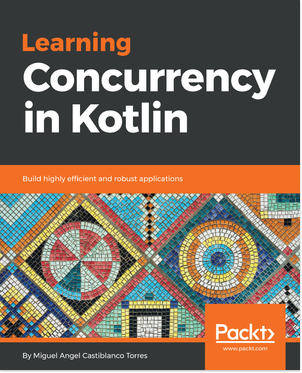 Learning
Concurrency
in Kotlin
Build highly efficient and robust applications
Packt>
www.packt.com
By Miguel Angel Castiblanco Torres